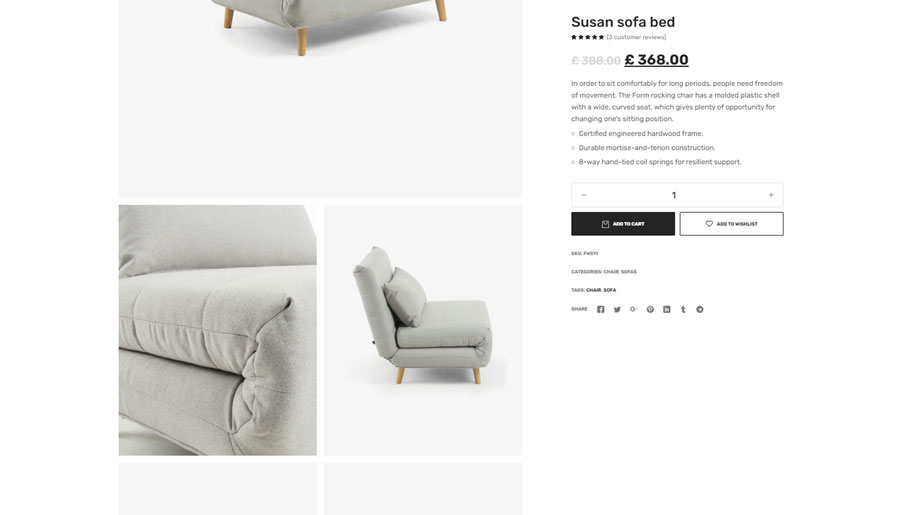 Susan sofa bed
(3 customer reviews)
£ 388.00 £ 368.00
In order to sit comfortably for long periods, people need freedom
of movement. The Form rocking chair has a molded plastic shell
with a wide, curved seat, which gives plenty of opportunity for
changing one's sitting position.
Certified engineered hardwood frame.
Durable mortise-and-tenon construction.
8-way hand-tied coil springs for resilient support.
− 1 +
ADD TO CART ADD TO WISHLIST
SKU: FW511
CATEGORIES: CHAIR, SOFAS
TAGS: CHAIR, SOFA
SHARE